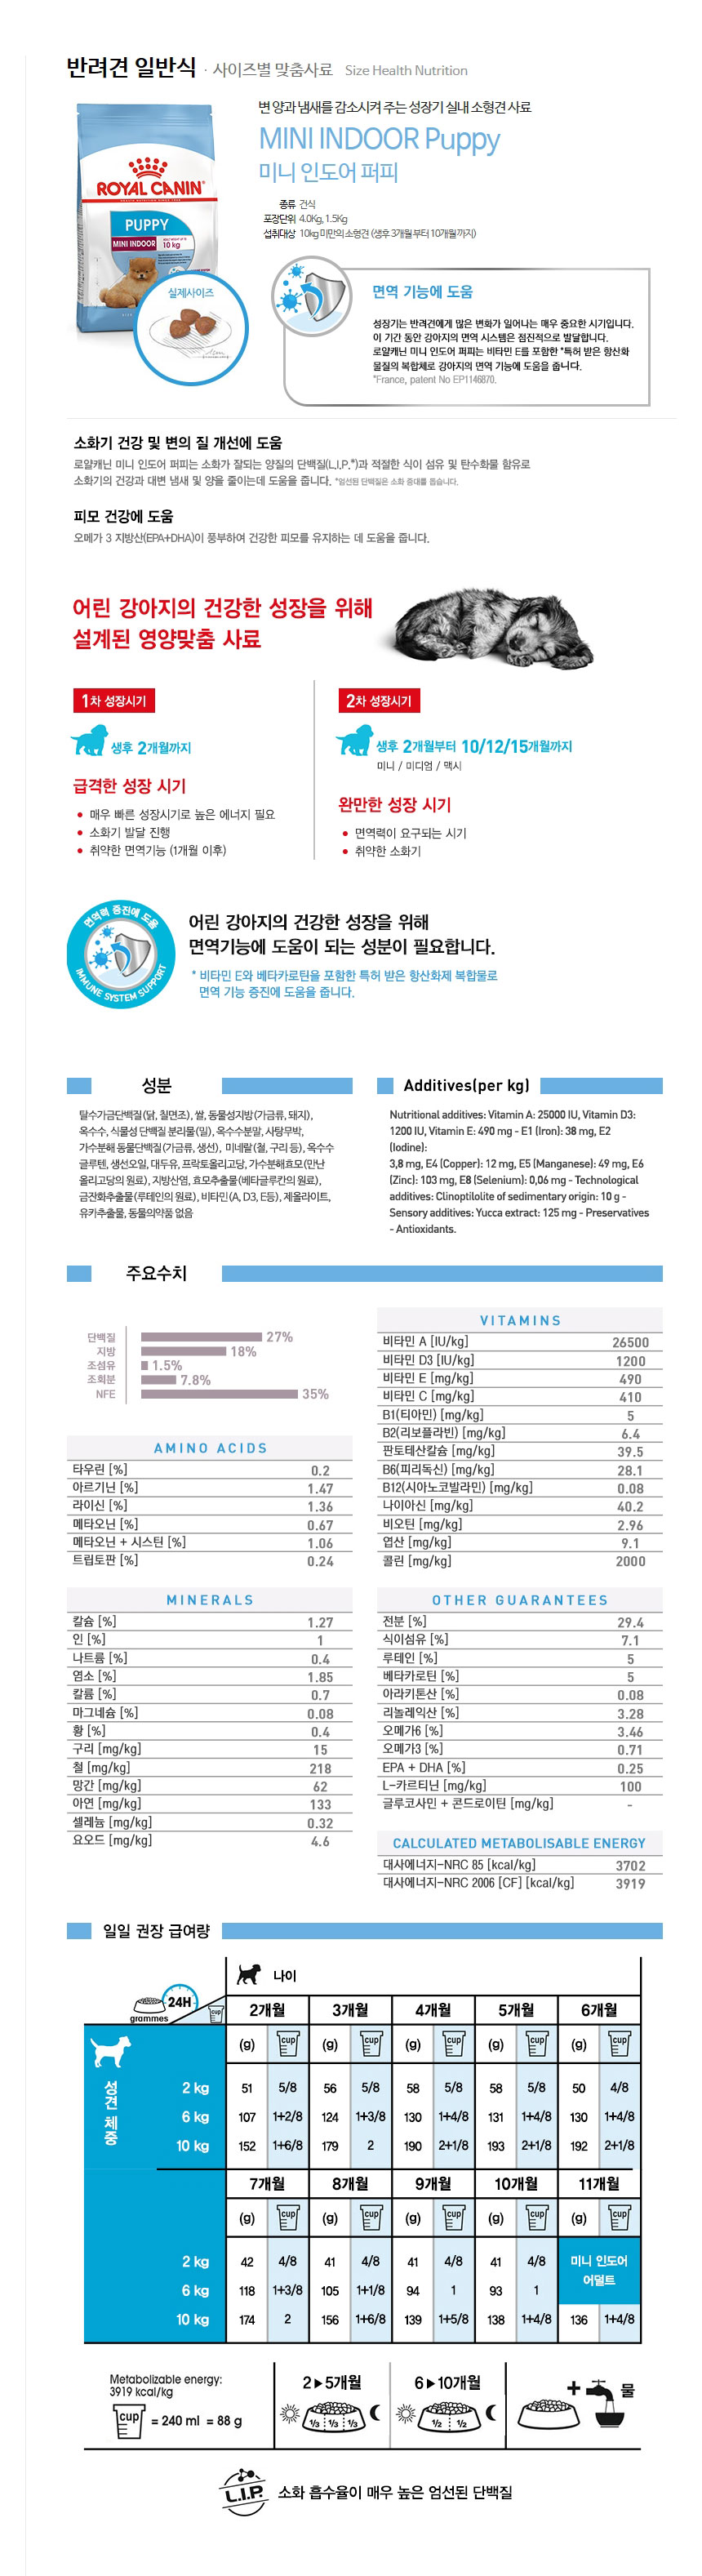 반려견 일반식 · 사이즈별 맞춤사료 Size Health Nutrition
변 양과 냄새를 감소시켜 주는 성장기 실내 소형견 사료
MINI INDOOR Puppy
미니 인도어 퍼피
종류 건식
포장단위 4.0Kg, 1.5Kg
섭취대상 10kg 미만의 소형견 (생후 3개월 부터 10개월 까지)
ROYAL CANIN
PUPPY
MINI INDOOR
10 kg
실제사이즈
면역 기능에 도움
성장기는 반려견에게 많은 변화가 일어나는 매우 중요한 시기입니다.
이 기간 동안 강아지의 면역 시스템은 점진적으로 발달합니다.
로얄캐닌 미니 인도어 퍼피는 비타민 E를 포함한 *특허 받은 항산화
물질의 복합체로 강아지의 면역 기능에 도움을 줍니다.
*France, patent No EP1146870.
소화기 건강 및 변의 질 개선에 도움
로얄캐닌 미니 인도어 퍼피는 소화가 잘되는 양질의 단백질(L.I.P.*)과 적절한 식이 섬유 및 탄수화물 함유로
소화기의 건강과 대변 냄새 및 양을 줄이는데 도움을 줍니다. *엄선된 단백질은 소화 증대를 돕습니다.
피모 건강에 도움
오메가 3 지방산(EPA+DHA)이 풍부하여 건강한 피모를 유지하는 데 도움을 줍니다.
어린 강아지의 건강한 성장을 위해
설계된 영양맞춤 사료
1차 성장시기
생후 2개월까지
급격한 성장 시기
• 매우 빠른 성장시기로 높은 에너지 필요
• 소화기 발달 진행
• 취약한 면역기능 (1개월 이후)
2차 성장시기
생후 2개월부터 10/12/15개월까지
미니 / 미디엄 / 맥시
완만한 성장 시기
• 면역력이 요구되는 시기
• 취약한 소화기
면역력 증진에 도움
IMMUNE SYSTEM SUPPORT
어린 강아지의 건강한 성장을 위해
면역기능에 도움이 되는 성분이 필요합니다.
* 비타민 E와 베타카로틴을 포함한 특허 받은 항산화제 복합물로
면역 기능 증진에 도움을 줍니다.
성분
탈수가금단백질(닭, 칠면조), 쌀, 동물성지방(가금류, 돼지),
옥수수, 식물성 단백질 분리물(밀), 옥수수분말, 사탕무박,
가수분해 동물단백질(가금류, 생선), 미네랄(철, 구리 등), 옥수수
글루텐, 생선오일, 대두유, 프락토올리고당, 가수분해효모(만난
올리고당의 원료), 지방산염, 효모추출물(베타글루칸의 원료),
금잔화추출물(루테인의 원료), 비타민(A, D3, E등), 제올라이트,
유카추출물, 동물의약품 없음
Additives(per kg)
Nutritional additives: Vitamin A: 25000 IU, Vitamin D3:
1200 IU, Vitamin E: 490 mg - E1 (Iron): 38 mg, E2
(Iodine):
3,8 mg, E4 (Copper): 12 mg, E5 (Manganese): 49 mg, E6
(Zinc): 103 mg, E8 (Selenium): 0,06 mg - Technological
additives: Clinoptilolite of sedimentary origin: 10 g -
Sensory additives: Yucca extract: 125 mg - Preservatives
- Antioxidants.
주요수치
단백질 27%
지방 18%
조섬유 1.5%
조회분 7.8%
NFE 35%
AMINO ACIDS
타우린 [%] 0.2
아르기닌 [%] 1.47
라이신 [%] 1.36
메타오닌 [%] 0.67
메타오닌 + 시스틴 [%] 1.06
트립토판 [%] 0.24
MINERALS
칼슘 [%] 1.27
인 [%] 1
나트륨 [%] 0.4
염소 [%] 1.85
칼륨 [%] 0.7
마그네슘 [%] 0.08
황 [%] 0.4
구리 [mg/kg] 15
철 [mg/kg] 218
망간 [mg/kg] 62
아연 [mg/kg] 133
셀레늄 [mg/kg] 0.32
요오드 [mg/kg] 4.6
VITAMINS
비타민 A [IU/kg] 26500
비타민 D3 [IU/kg] 1200
비타민 E [mg/kg] 490
비타민 C [mg/kg] 410
B1(티아민) [mg/kg] 5
B2(리보플라빈) [mg/kg] 6.4
판토테산칼슘 [mg/kg] 39.5
B6(피리독신) [mg/kg] 28.1
B12(시아노코발라민) [mg/kg] 0.08
나이아신 [mg/kg] 40.2
비오틴 [mg/kg] 2.96
엽산 [mg/kg] 9.1
콜린 [mg/kg] 2000
OTHER GUARANTEES
전분 [%] 29.4
식이섬유 [%] 7.1
루테인 [%] 5
베타카로틴 [%] 5
아라키톤산 [%] 0.08
리놀레익산 [%] 3.28
오메가6 [%] 3.46
오메가3 [%] 0.71
EPA + DHA [%] 0.25
L-카르티닌 [mg/kg] 100
글루코사민 + 콘드로이틴 [mg/kg] -
CALCULATED METABOLISABLE ENERGY
대사에너지-NRC 85 [kcal/kg] 3702
대사에너지-NRC 2006 [CF] [kcal/kg] 3919
일일 권장 급여량
나이
24H
grammes
cup
2개월 3개월 4개월 5개월 6개월
(g) cup (g) cup (g) cup (g) cup (g) cup
성견 체중
2 kg 51 5/8 56 5/8 58 5/8 58 5/8 50 4/8
6 kg 107 1+2/8 124 1+3/8 130 1+4/8 131 1+4/8 130 1+4/8
10 kg 152 1+6/8 179 2 190 2+1/8 193 2+1/8 192 2+1/8
7개월 8개월 9개월 10개월 11개월
(g) cup (g) cup (g) cup (g) cup (g) cup
2 kg 42 4/8 41 4/8 41 4/8 41 4/8 미니 인도어
어덜트
6 kg 118 1+3/8 105 1+1/8 94 1 93 1
10 kg 174 2 156 1+6/8 139 1+5/8 138 1+4/8 136 1+4/8
Metabolizable energy:
3919 kcal/kg
cup = 240 ml = 88 g
2▶5개월
1/3 1/3 1/3
6▶10개월
1/2 1/2
+ 물
L.I.P. 소화 흡수율이 매우 높은 엄선된 단백질